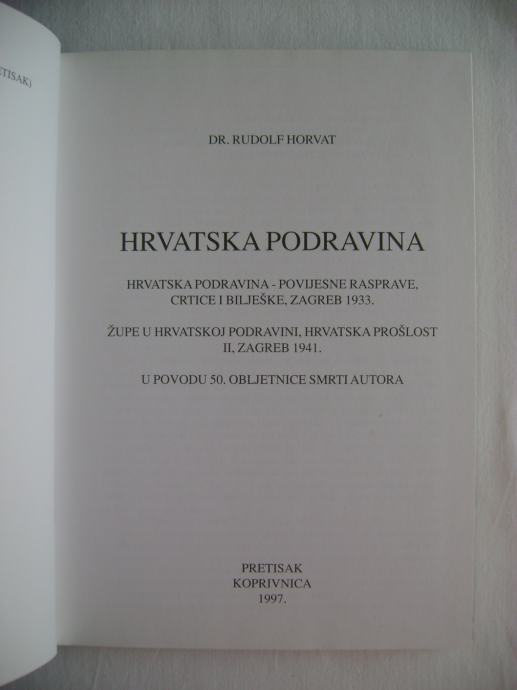 ETISAK)
DR. RUDOLF HORVAT
HRVATSKA PODRAVINA
HRVATSKA PODRAVINA - POVIJESNE RASPRAVE,
CRTICE I BILJEŠKE, ZAGREB 1933.
ŽUPE U HRVATSKOJ PODRAVINI, HRVATSKA PROŠLOST
II, ZAGREB 1941.
U POVODU 50. OBLJETNICE SMRTI AUTORA
PRETISAK
KOPRIVNICA
1997.